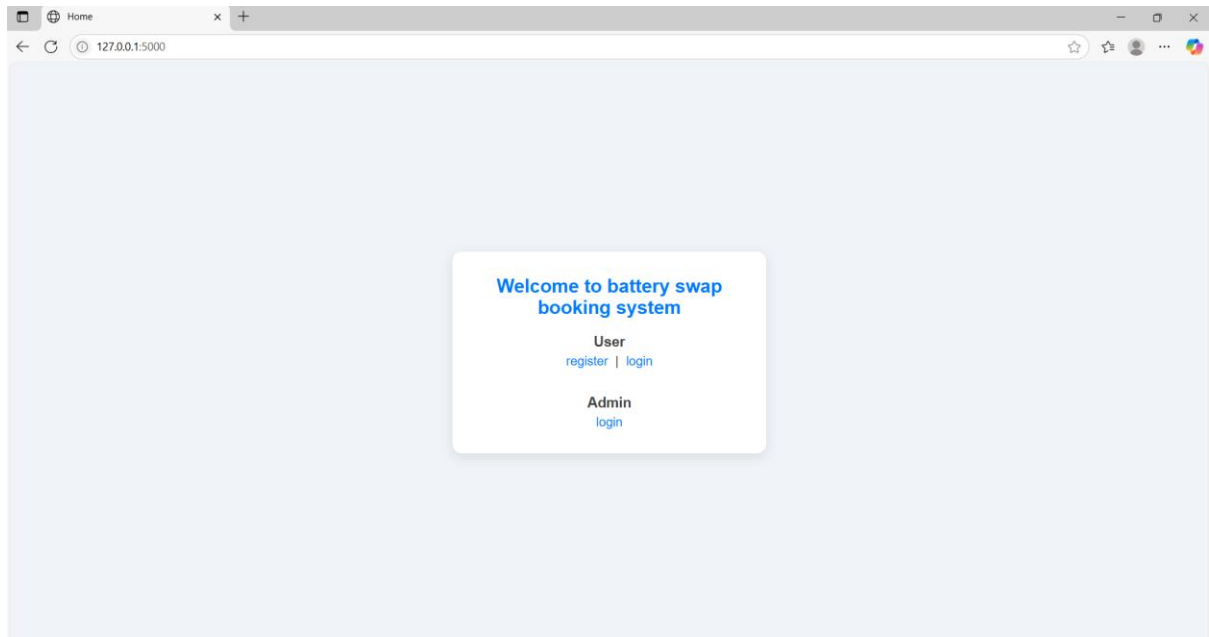 Home
127.0.0.1:5000
Welcome to battery swap
booking system
User
register | login
Admin
login